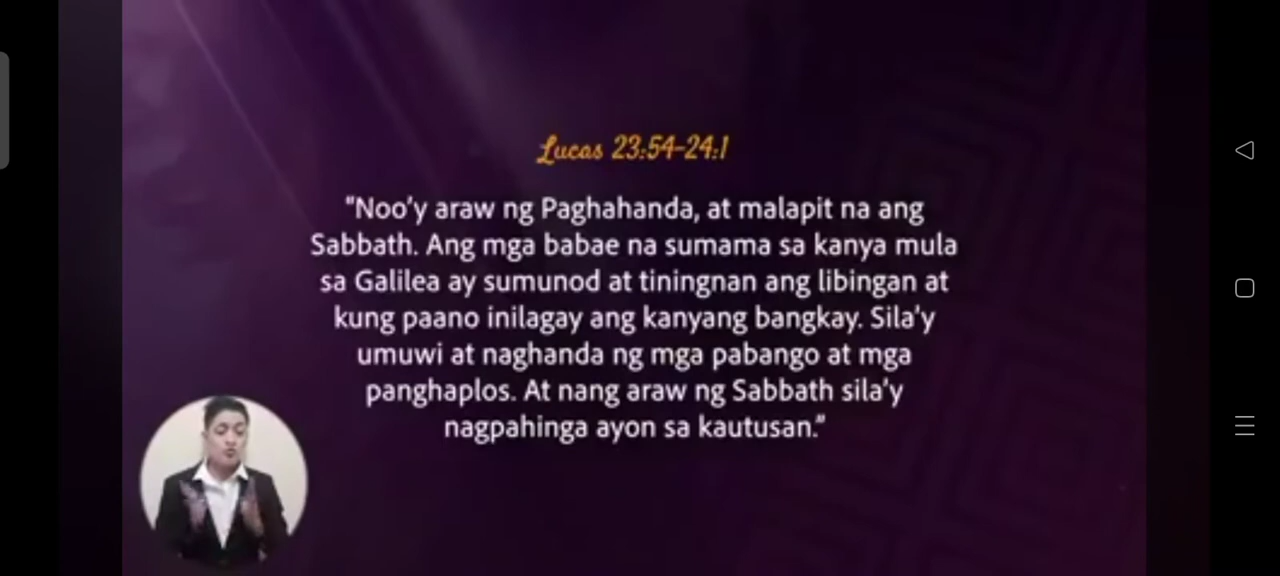 Lucas 23:54-24:1
"Noo'y araw ng Paghahanda, at malapit na ang
Sabbath. Ang mga babae na sumama sa kanya mula
sa Galilea ay sumunod at tiningnan ang libingan at
kung paano inilagay ang kanyang bangkay. Sila'y
umuwi at naghanda ng mga pabango at mga
panghaplos. At nang araw ng Sabbath sila'y
nagpahinga ayon sa kautusan."